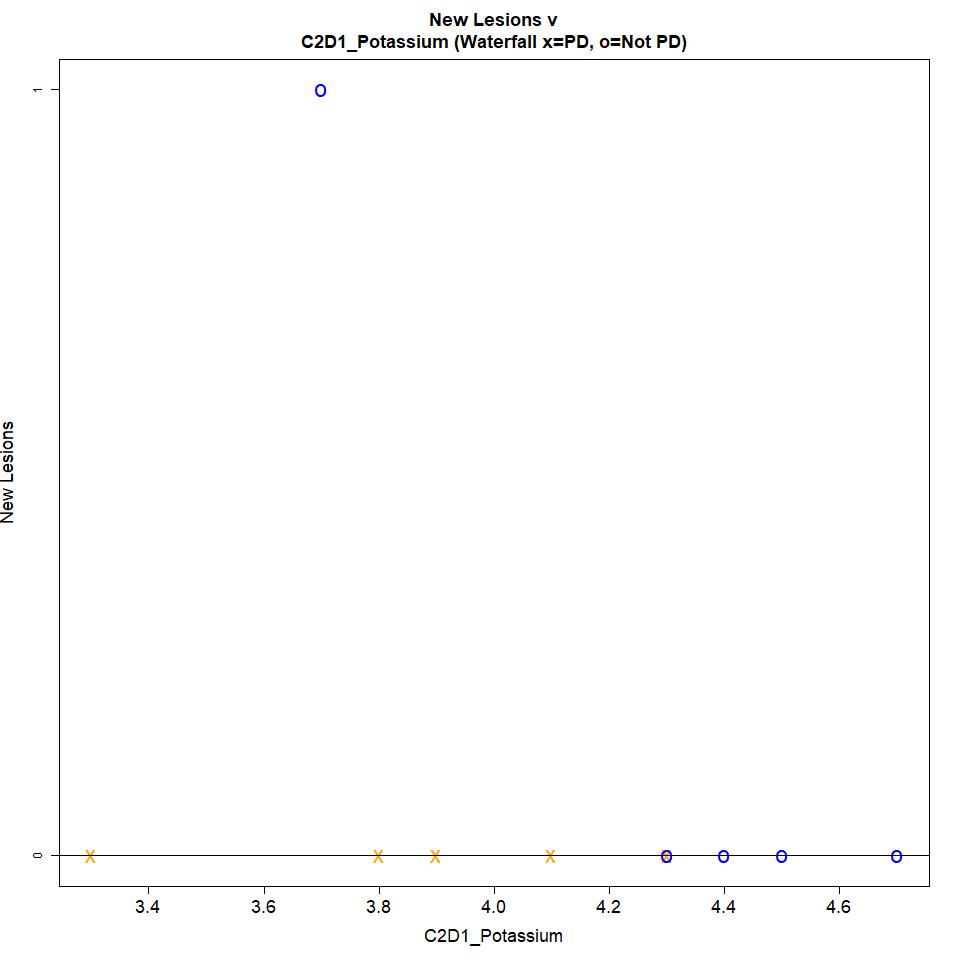 New Lesions v
C2D1_Potassium (Waterfall x=PD, o=Not PD)
1
o
New Lesions
0
x x x x x o o o o
3.4 3.6 3.8 4.0 4.2 4.4 4.6
C2D1_Potassium